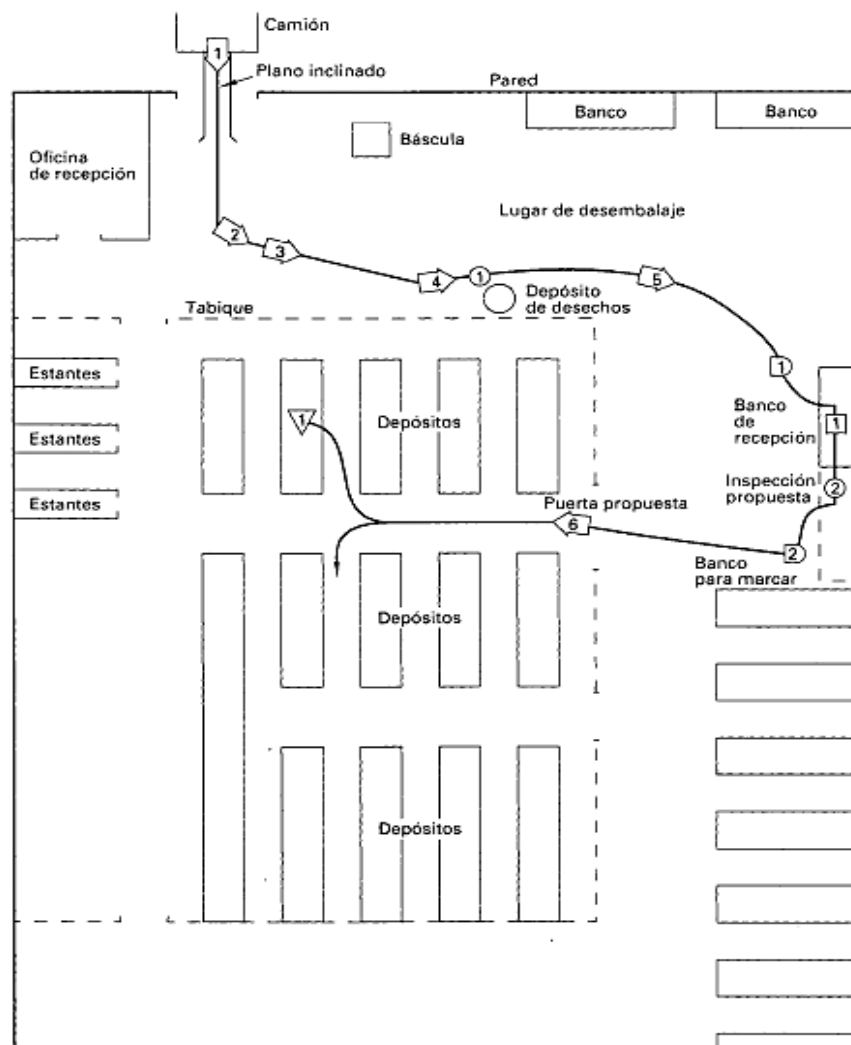 Camión
1
Plano inclinado
Pared
Banco
Banco
Báscula
Oficina
de recepción
Lugar de desembalaje
2
3
4
1
5
Depósito
de desechos
Tabique
Estantes
Estantes
Estantes
1
Depósitos
1
Banco
de
recepción
1
Inspección
propuesta
2
Puerta propuesta
6
2
Banco
para marcar
Depósitos
Depósitos